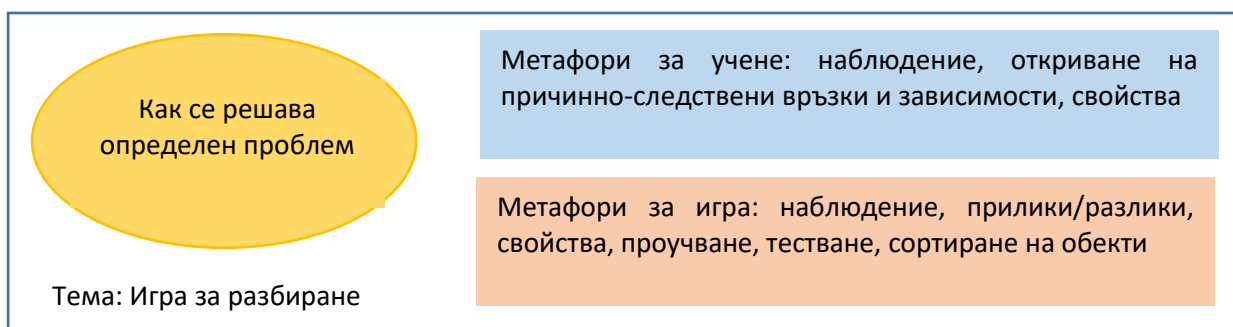 Как се решава
определен проблем
Тема: Игра за разбиране
Метафори за учене: наблюдение, откриване на
причинно-следствени връзки и зависимости, свойства
Метафори за игра: наблюдение, прилики/разлики,
свойства, проучване, тестване, сортиране на обекти